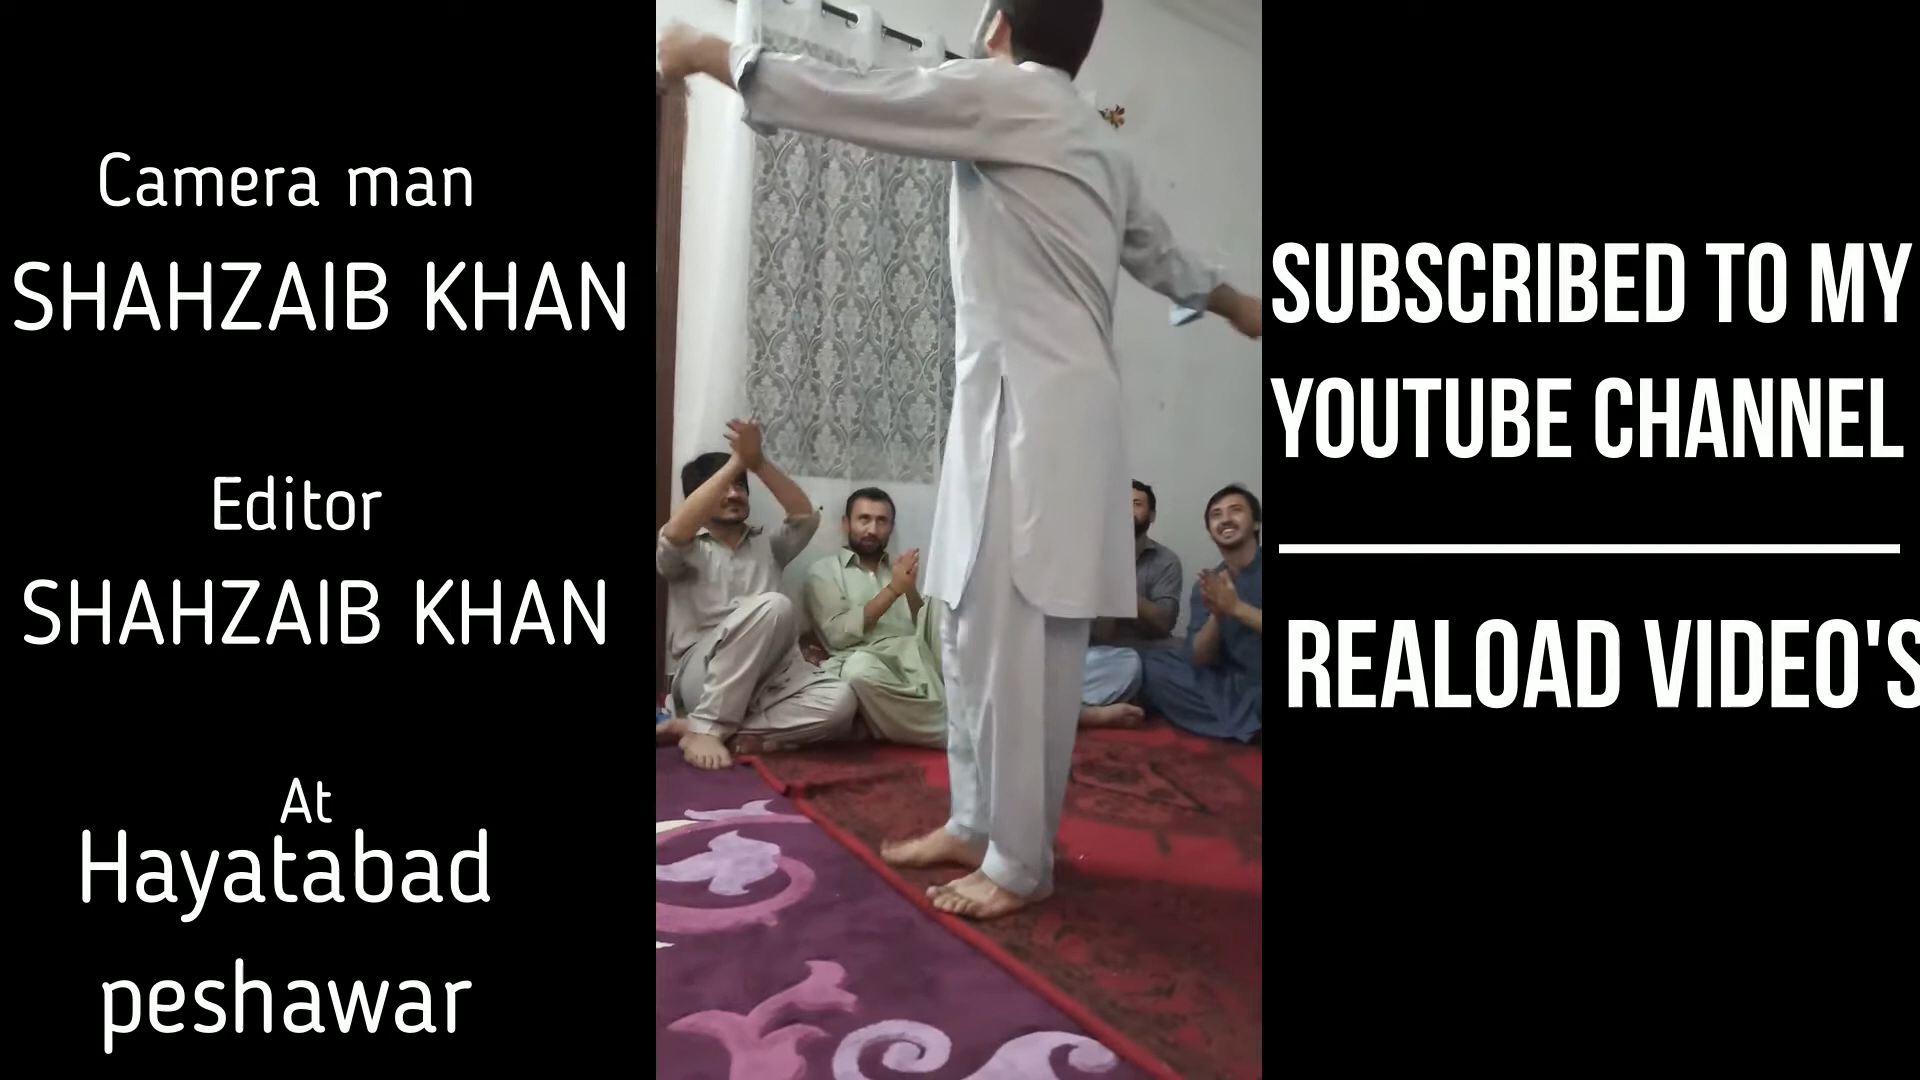 Camera man
SHAHZAIB KHAN
Editor
SHAHZAIB KHAN
At
Hayatabad
peshawar
SUBSCRIBED TO MY
YOUTUBE CHANNEL
REALOAD VIDEO'S